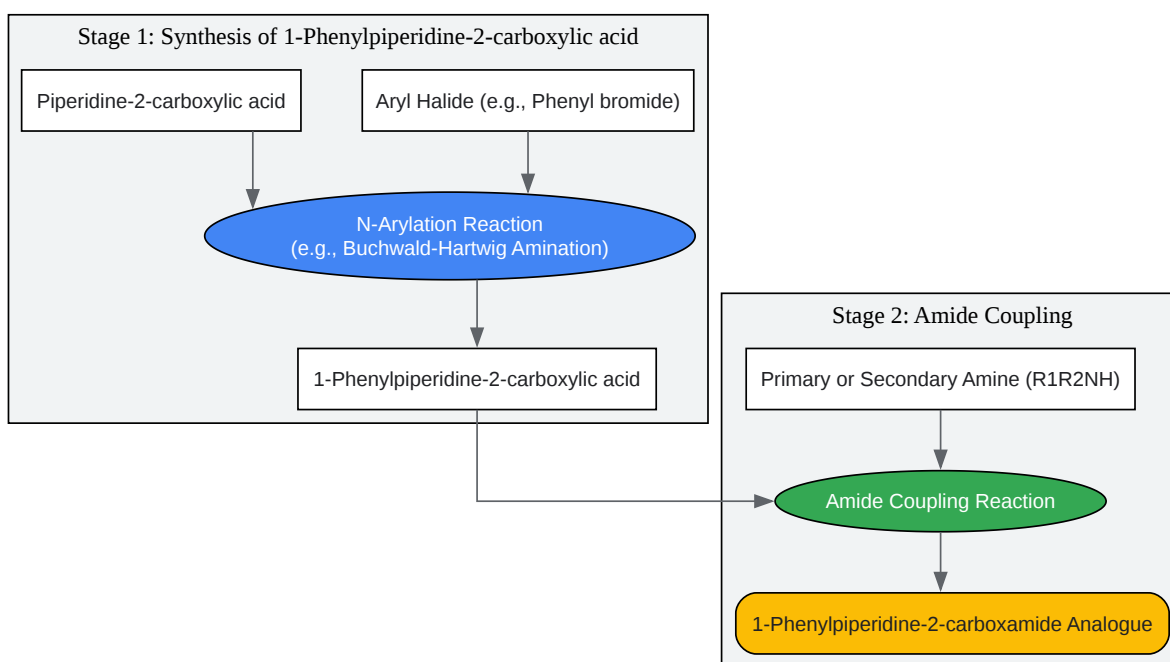 Stage 1: Synthesis of 1-Phenylpiperidine-2-carboxylic acid
Piperidine-2-carboxylic acid
Aryl Halide (e.g., Phenyl bromide)
N-Arylation Reaction
(e.g., Buchwald-Hartwig Amination)
1-Phenylpiperidine-2-carboxylic acid
Stage 2: Amide Coupling
Primary or Secondary Amine (R1R2NH)
Amide Coupling Reaction
1-Phenylpiperidine-2-carboxamide Analogue